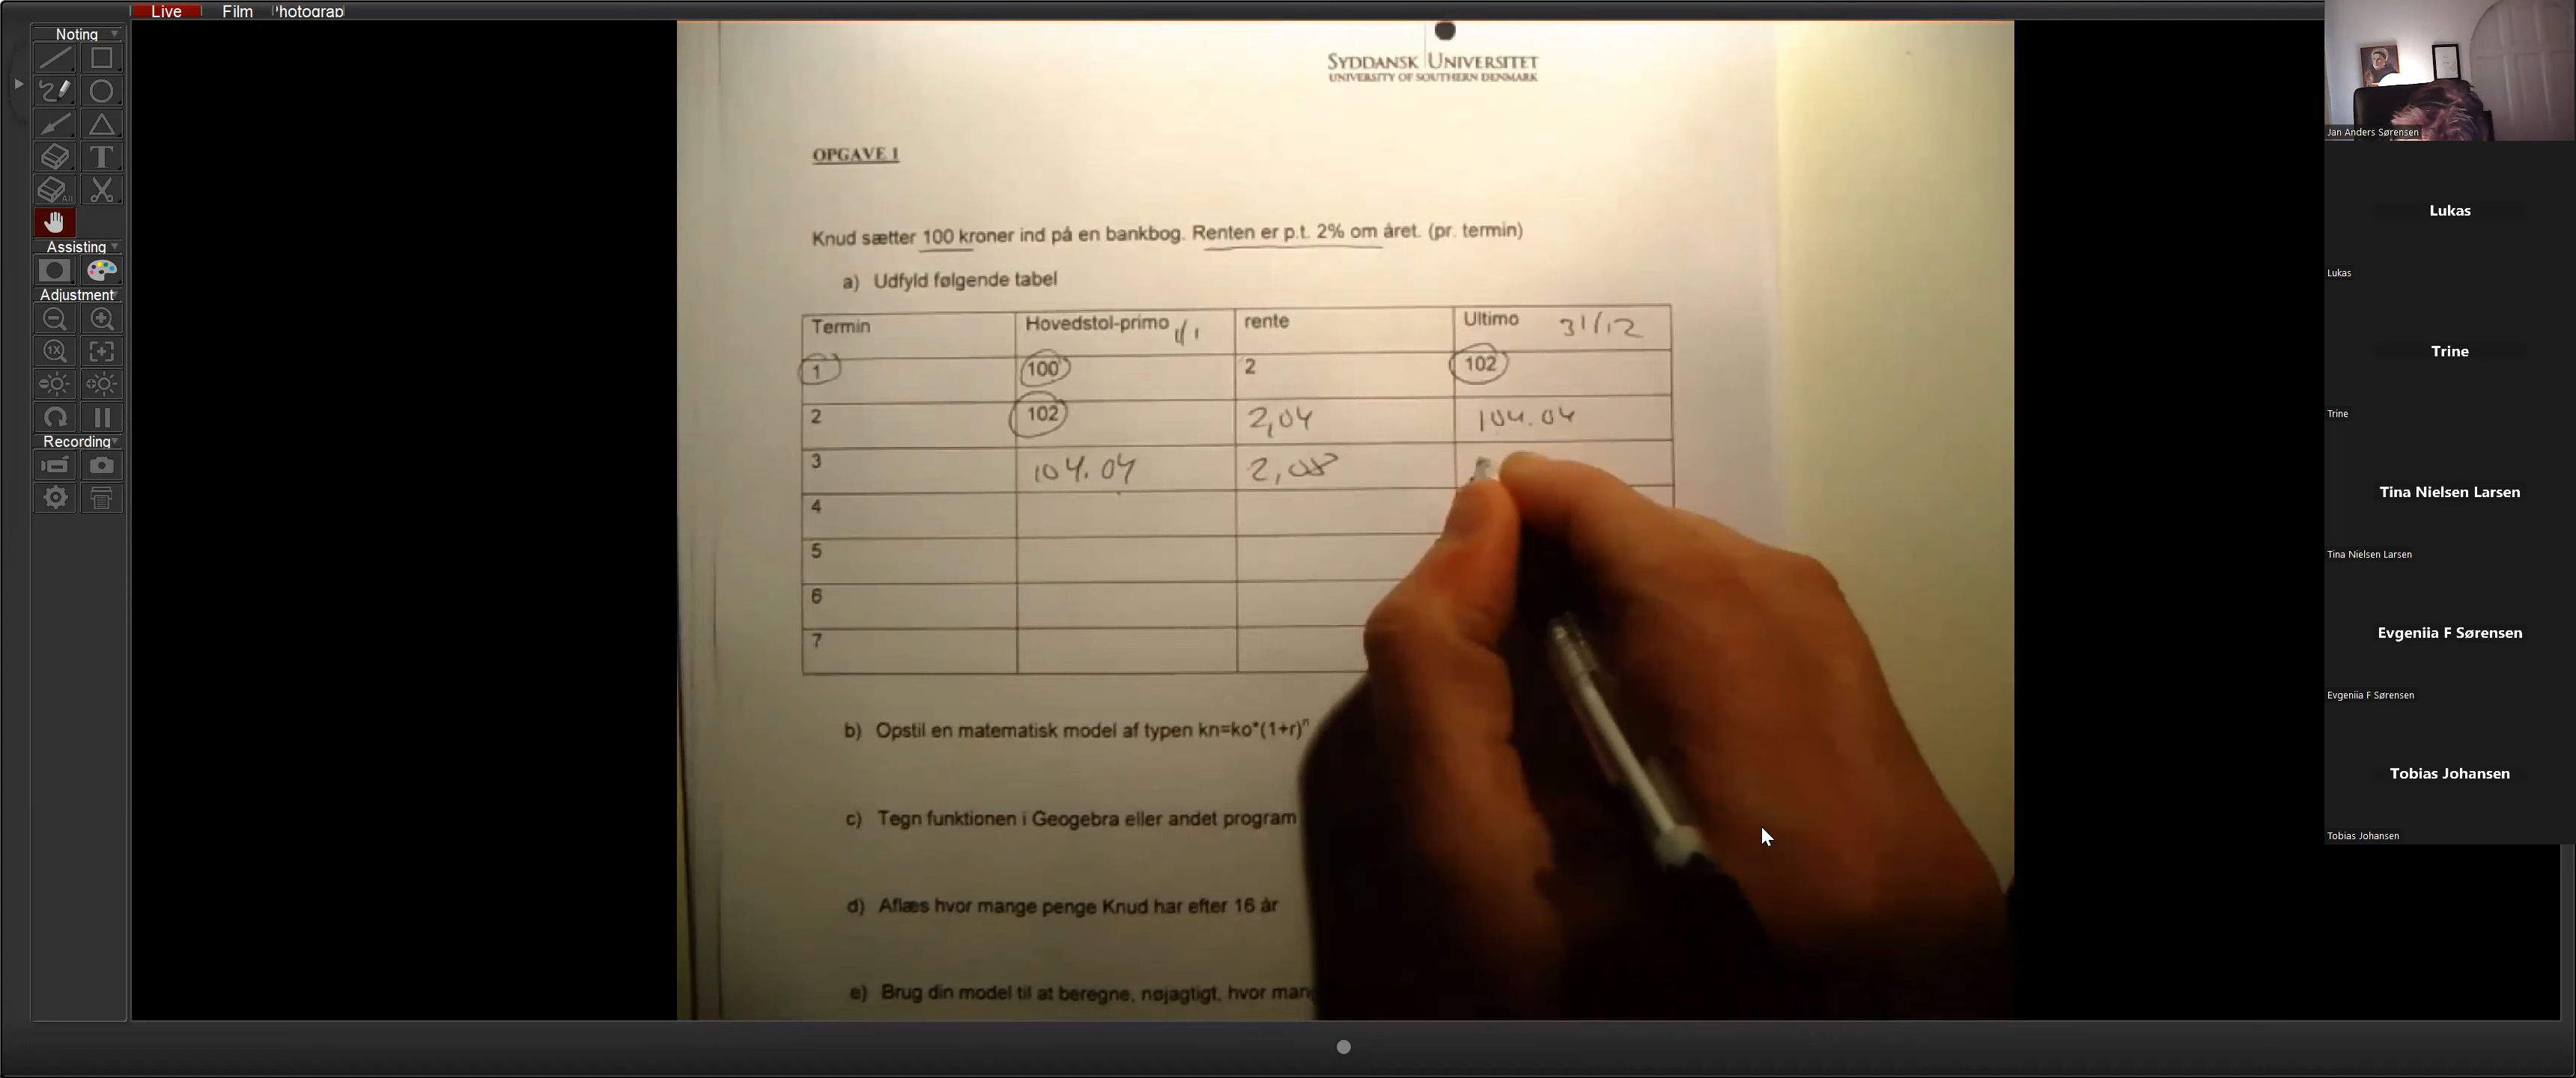 Live Film Photograp
Noting
T
All
Assisting
Adjustment
1X
Recording
SYDDANSK UNIVERSITET
UNIVERSITY OF SOUTHERN DENMARK
OPGAVE 1
Knud sætter 100 kroner ind på en bankbog. Renten er p.t. 2% om året. (pr. termin)
a) Udfyld følgende tabel
Termin Hovedstol-primo 1/1 rente Ultimo 31/12
1 100 2 102
2 102 2,04 104.04
3 104.04 2,08
4
5
6
7
b) Opstil en matematisk model af typen kn=ko*(1+r)ⁿ
c) Tegn funktionen i Geogebra eller andet program
d) Aflæs hvor mange penge Knud har efter 16 år
e) Brug din model til at beregne, nøjagtigt, hvor
Jan Anders Sørensen
Lukas
Lukas
Trine
Trine
Tina Nielsen Larsen
Tina Nielsen Larsen
Evgeniia F Sørensen
Evgeniia F Sørensen
Tobias Johansen
Tobias Johansen